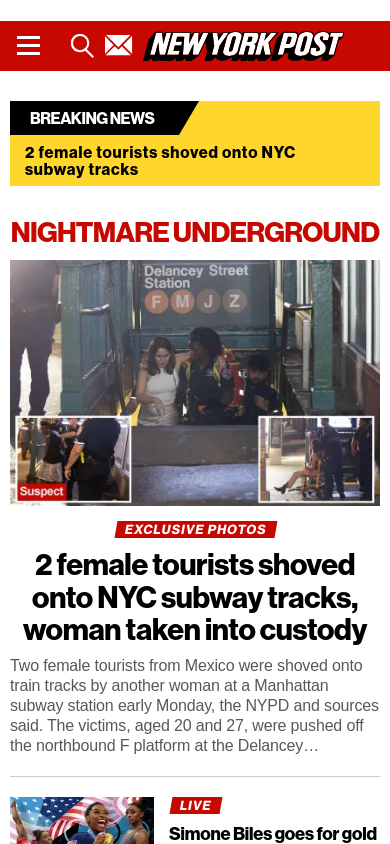 NEW YORK POST
BREAKING NEWS
2 female tourists shoved onto NYC
subway tracks
NIGHTMARE UNDERGROUND
Delancey Street
Station
F M J Z
Suspect
EXCLUSIVE PHOTOS
2 female tourists shoved
onto NYC subway tracks,
woman taken into custody
Two female tourists from Mexico were shoved onto
train tracks by another woman at a Manhattan
subway station early Monday, the NYPD and sources
said. The victims, aged 20 and 27, were pushed off
the northbound F platform at the Delancey…
LIVE
Simone Biles goes for gold